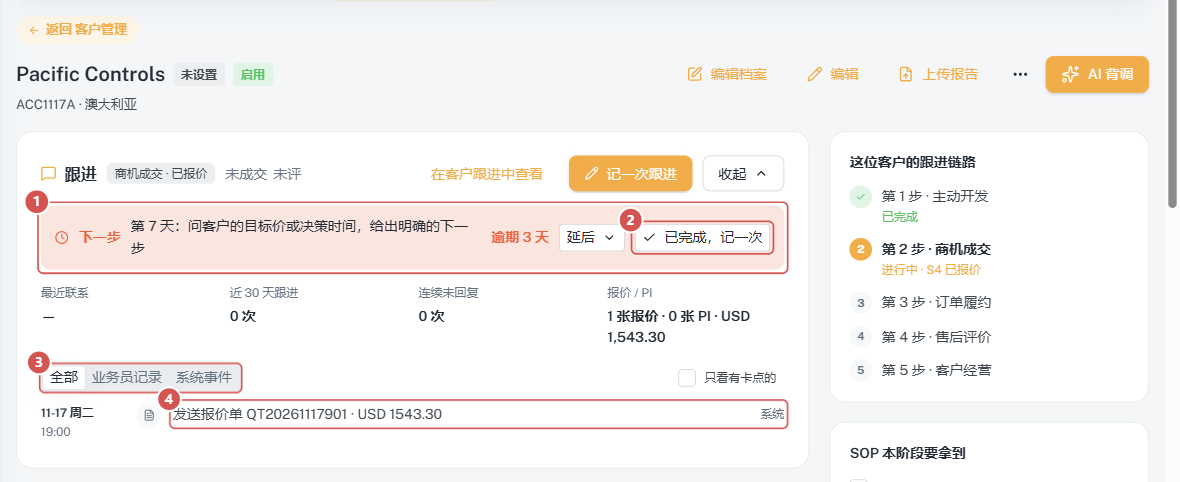 ← 返回 客户管理
Pacific Controls 未设置 启用
编辑档案 编辑 上传报告 ••• AI 背调
ACC1117A · 澳大利亚
跟进 商机成交 · 已报价 未成交 未评 在客户跟进中查看 记一次跟进 收起
1
下一步 第 7 天：问客户的目标价或决策时间，给出明确的下一
步
逾期 3 天 延后 2 已完成，记一次
最近联系 近 30 天跟进 连续未回复 报价 / PI
— 0 次 0 次 1 张报价 · 0 张 PI · USD
1,543.30
3
全部 业务员记录 系统事件 只看有卡点的
4
11-17 周二 发送报价单 QT20261117901 · USD 1543.30 系统
19:00
这位客户的跟进链路
第 1 步 · 主动开发
已完成
2 第 2 步 · 商机成交
进行中 · S4 已报价
3 第 3 步 · 订单履约
4 第 4 步 · 售后评价
5 第 5 步 · 客户经营
SOP 本阶段要拿到